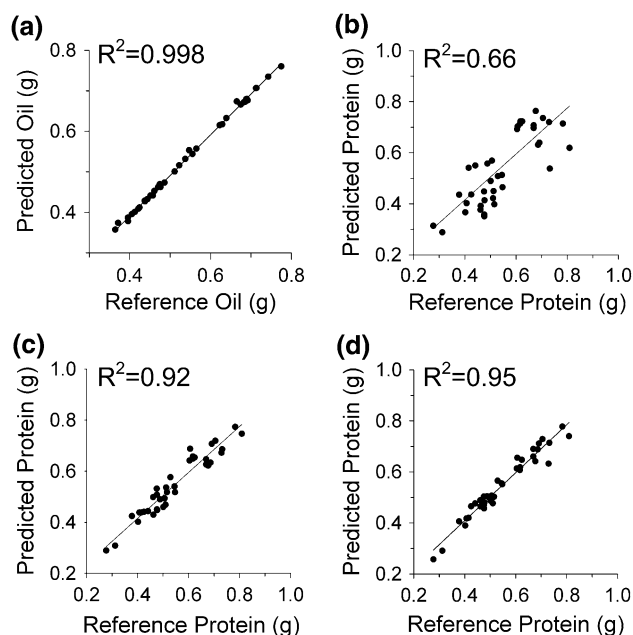 (a)
R²=0.998
Predicted Oil (g)
0.8
0.6
0.4
0.4 0.6 0.8
Reference Oil (g)
(b)
R²=0.66
Predicted Protein (g)
1.0
0.8
0.6
0.4
0.2
0.2 0.4 0.6 0.8 1.0
Reference Protein (g)
(c)
R²=0.92
Predicted Protein (g)
1.0
0.8
0.6
0.4
0.2
0.2 0.4 0.6 0.8 1.0
Reference Protein (g)
(d)
R²=0.95
Predicted Protein (g)
1.0
0.8
0.6
0.4
0.2
0.2 0.4 0.6 0.8 1.0
Reference Protein (g)